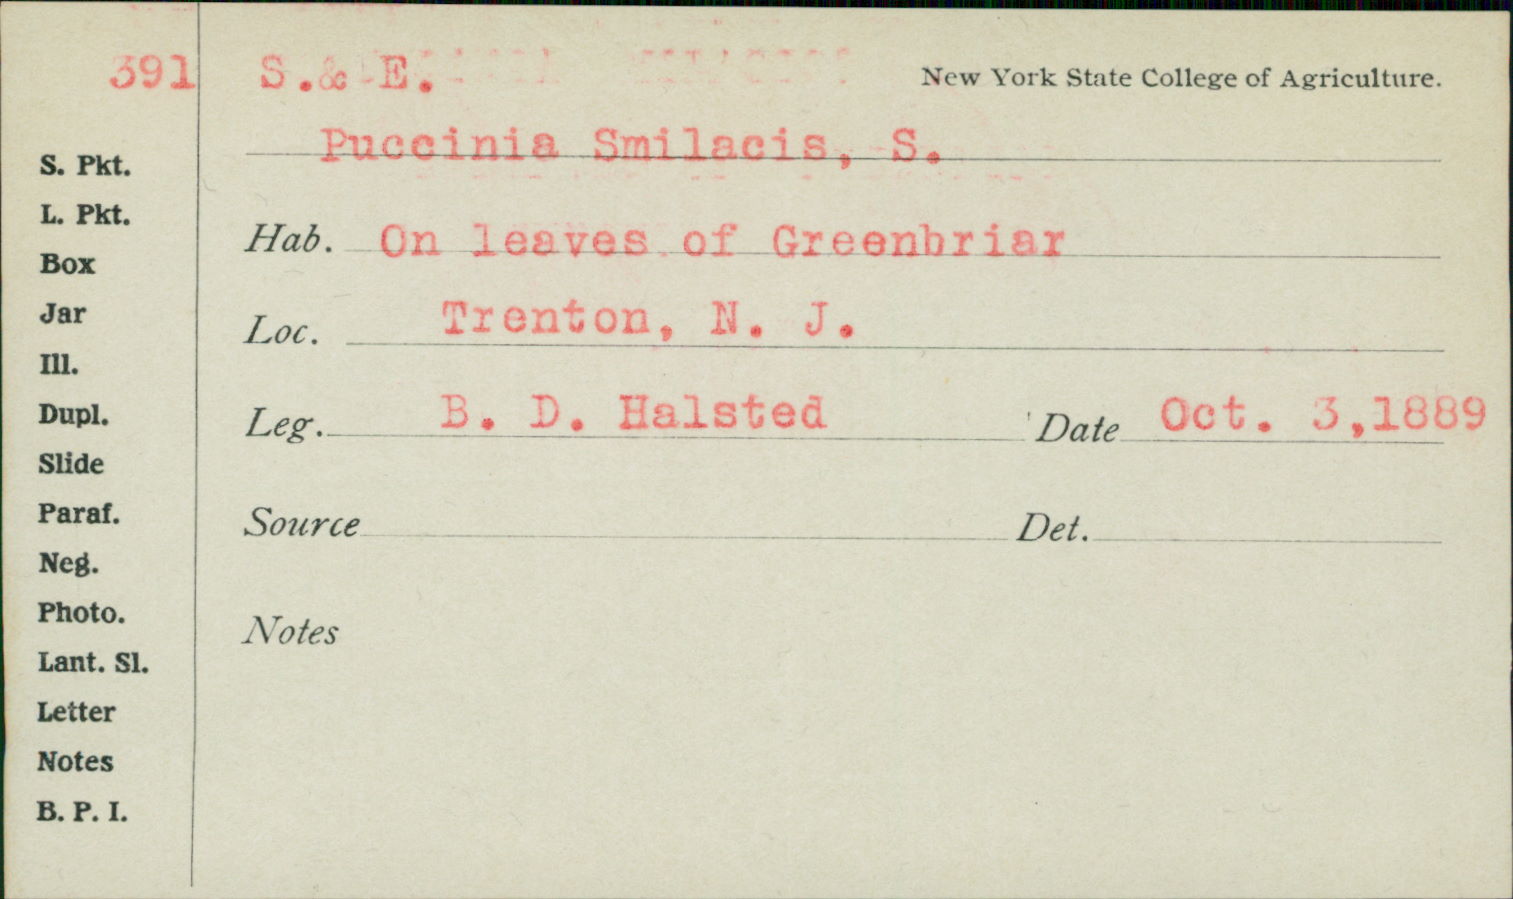 391 S.& E. New York State College of Agriculture.
Puccinia Smilacis, S.
S. Pkt.
L. Pkt.
Hab. On leaves of Greenbriar
Box
Jar
Loc. Trenton, N. J.
Ill.
Dupl.
Leg. B. D. Halsted Date Oct. 3,1889
Slide
Paraf.
Source Det.
Neg.
Photo.
Notes
Lant. Sl.
Letter
Notes
B. P. I.